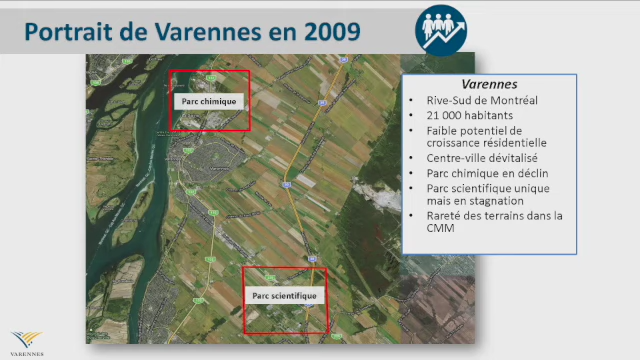 Portrait de Varennes en 2009
Parc chimique
Parc scientifique
Varennes
• Rive-Sud de Montréal
• 21 000 habitants
• Faible potentiel de
croissance résidentielle
• Centre-ville dévitalisé
• Parc chimique en déclin
• Parc scientifique unique
mais en stagnation
• Rareté des terrains dans la
CMM
VARENNES